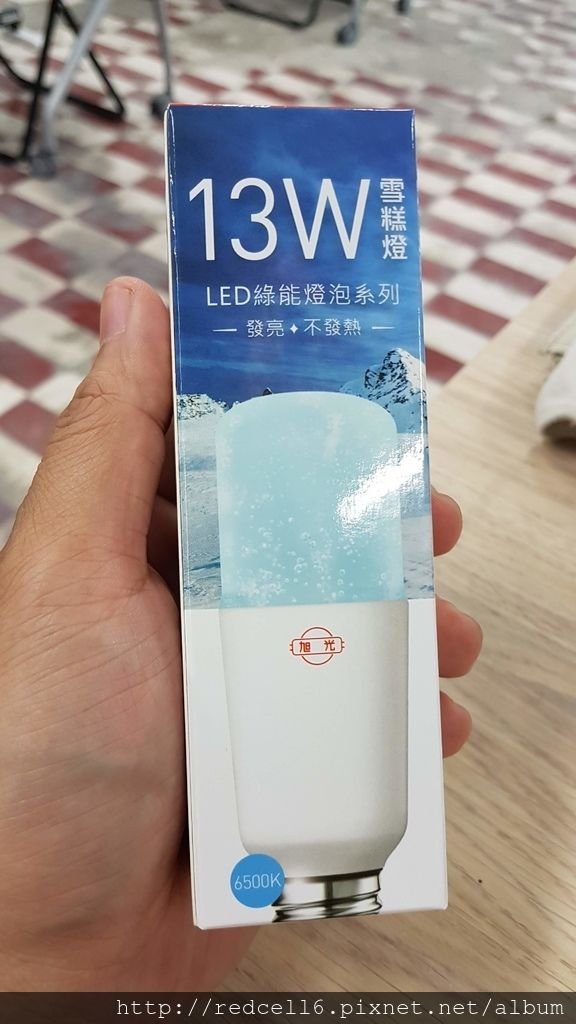 13W 雪糕燈
LED綠能燈泡系列
— 發亮✦不發熱 —
旭光
6500K
http://redcell6.pixnet.net/album